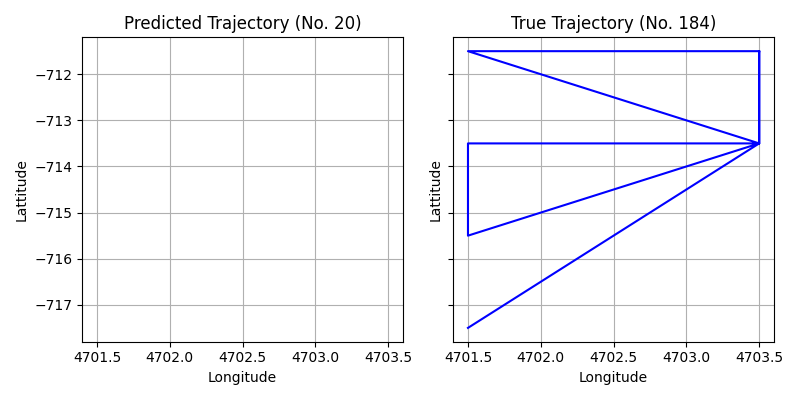 Predicted Trajectory (No. 20)
True Trajectory (No. 184)
−712
−713
−714
−715
−716
−717
Lattitude
Lattitude
4701.5 4702.0 4702.5 4703.0 4703.5
4701.5 4702.0 4702.5 4703.0 4703.5
Longitude
Longitude